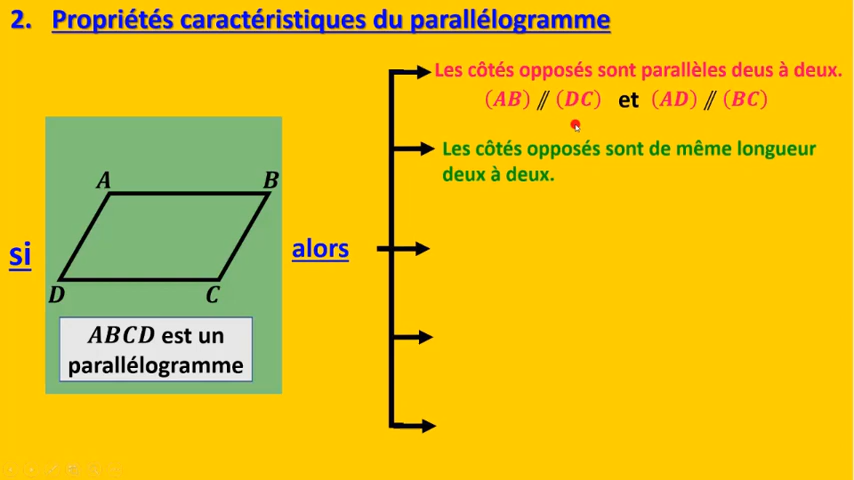 2. Propriétés caractéristiques du parallélogramme
Les côtés opposés sont parallèles deus à deux.
(AB) // (DC) et (AD) // (BC)
Les côtés opposés sont de même longueur
deux à deux.
A B
si
alors
D C
ABCD est un
parallélogramme